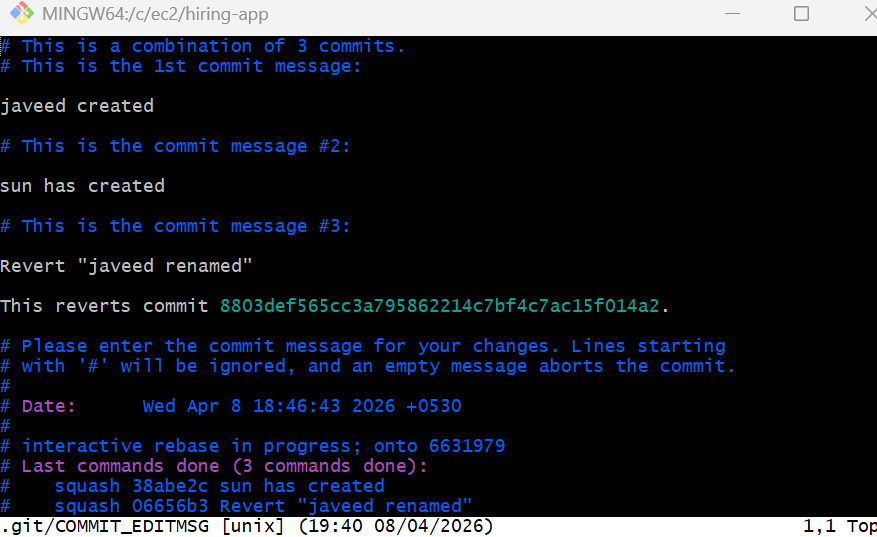 MINGW64:/c/ec2/hiring-app
# This is a combination of 3 commits.
# This is the 1st commit message:
javeed created
# This is the commit message #2:
sun has created
# This is the commit message #3:
Revert "javeed renamed"
This reverts commit 8803def565cc3a795862214c7bf4c7ac15f014a2.
# Please enter the commit message for your changes. Lines starting
# with '#' will be ignored, and an empty message aborts the commit.
#
# Date:      Wed Apr 8 18:46:43 2026 +0530
#
# interactive rebase in progress; onto 6631979
# Last commands done (3 commands done):
#    squash 38abe2c sun has created
#    squash 06656b3 Revert "javeed renamed"
.git/COMMIT_EDITMSG [unix] (19:40 08/04/2026) 1,1 Top